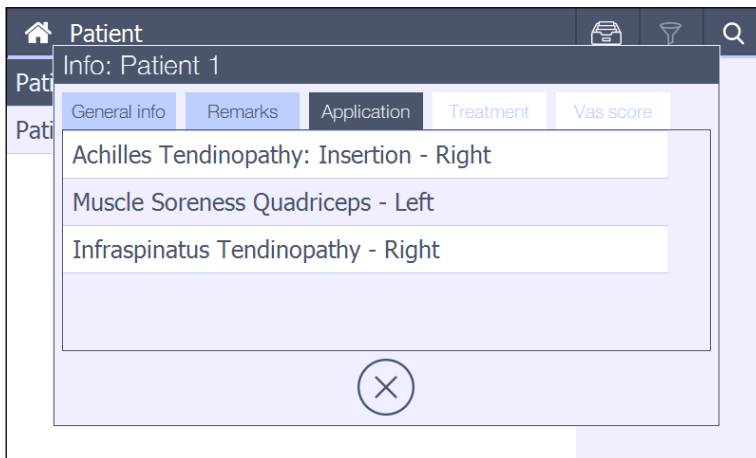 Patient
Info: Patient 1
Pati
General info Remarks Application Treatment Vas score
Pati
Achilles Tendinopathy: Insertion - Right
Muscle Soreness Quadriceps - Left
Infraspinatus Tendinopathy - Right